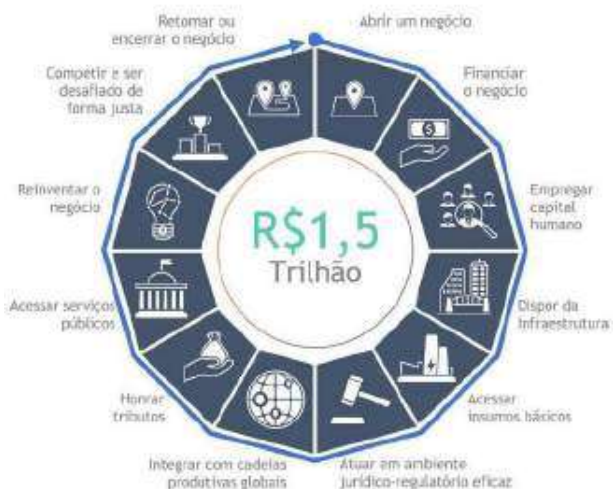 Abrir um negócio
Financiar
o negócio
Empregar
capital
humano
Dispor da
infraestrutura
Acessar
insumos básicos
Atuar em ambiente
jurídico-regulatório eficaz
Integrar com cadeias
produtivas globais
Honrar
tributos
Acessar serviços
públicos
Reinventar o
negócio
Competir e ser
desafiado de
forma justa
Retomar ou
encerrar o negócio
R$1,5
Trilhão
$